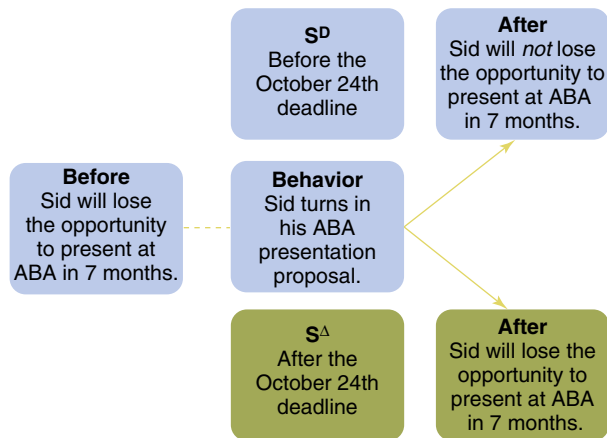 S^D
Before the
October 24th
deadline
After
Sid will not lose
the opportunity to
present at ABA
in 7 months.
Before
Sid will lose
the opportunity
to present at
ABA in 7 months.
Behavior
Sid turns in
his ABA
presentation
proposal.
S^Δ
After the
October 24th
deadline
After
Sid will lose the
opportunity to
present at ABA
in 7 months.